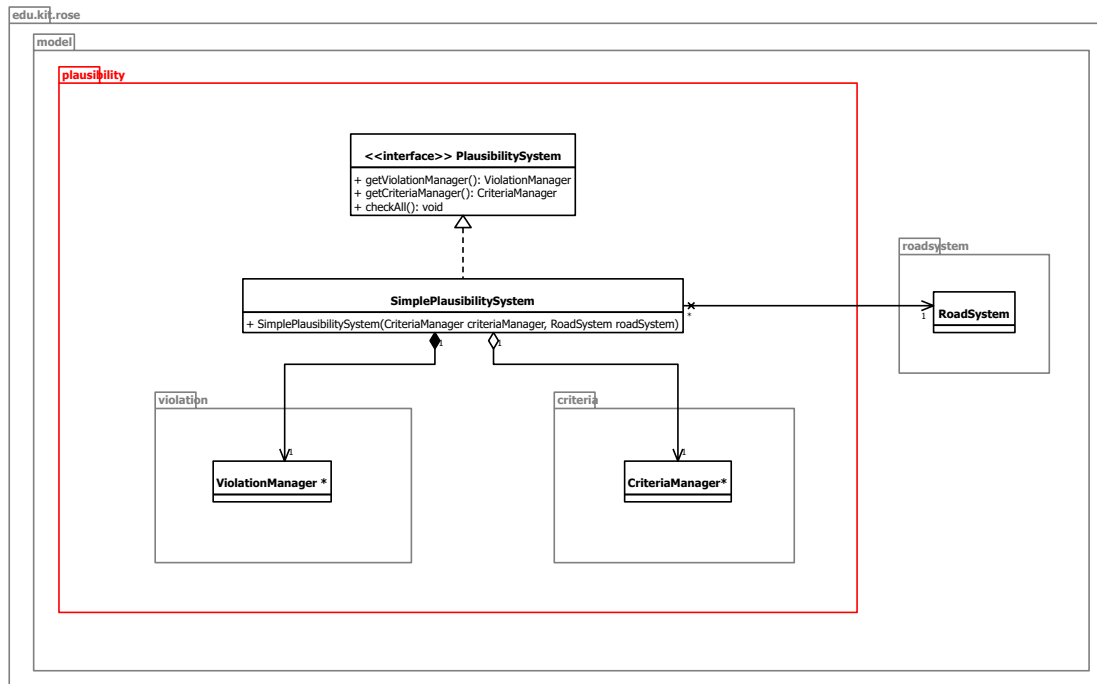 edu.kit.rose
model
plausibility
<<interface>> PlausibilitySystem
+ getViolationManager(): ViolationManager
+ getCriteriaManager(): CriteriaManager
+ checkAll(): void
roadsystem
SimplePlausibilitySystem
+ SimplePlausibilitySystem(CriteriaManager criteriaManager, RoadSystem roadSystem)
*
1
RoadSystem
1
1
violation
criteria
1
1
ViolationManager *
CriteriaManager*